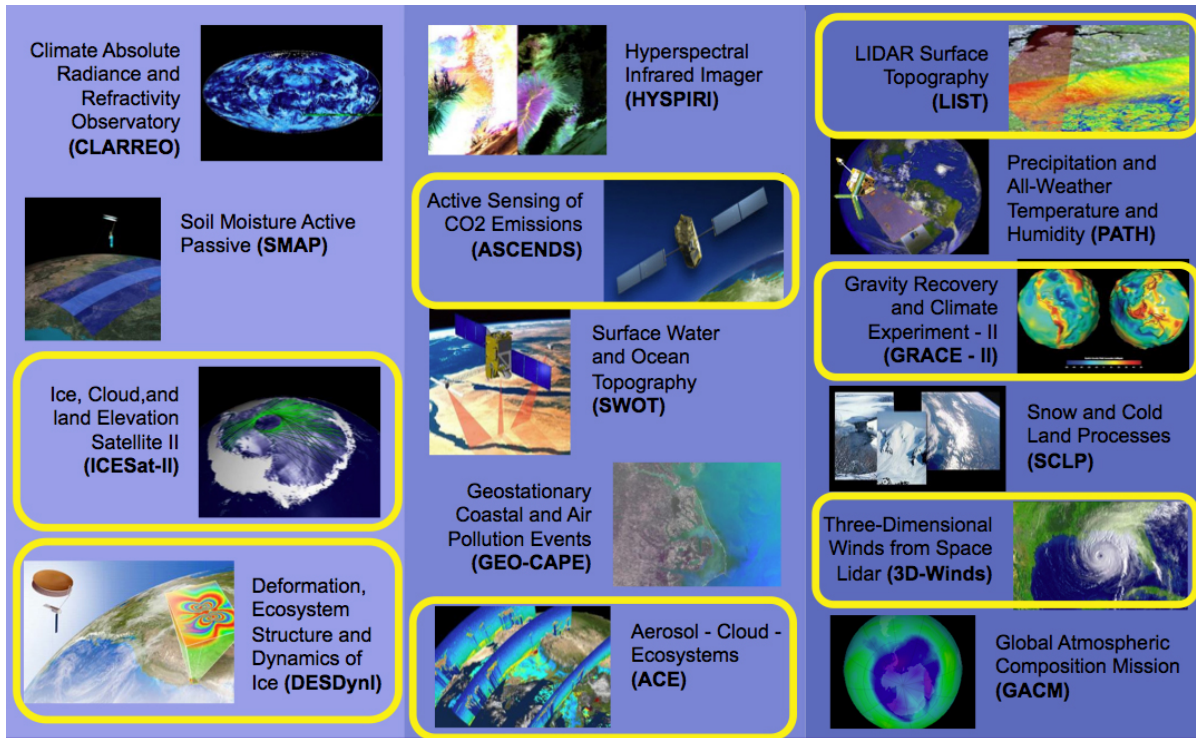 Climate Absolute
Radiance and
Refractivity
Observatory
(CLARREO)
Soil Moisture Active
Passive (SMAP)
Ice, Cloud,and
land Elevation
Satellite II
(ICESat-II)
Deformation,
Ecosystem
Structure and
Dynamics of
Ice (DESDynI)
Hyperspectral
Infrared Imager
(HYSPIRI)
Active Sensing of
CO2 Emissions
(ASCENDS)
Surface Water
and Ocean
Topography
(SWOT)
Geostationary
Coastal and Air
Pollution Events
(GEO-CAPE)
Aerosol - Cloud -
Ecosystems
(ACE)
LIDAR Surface
Topography
(LIST)
Precipitation and
All-Weather
Temperature and
Humidity (PATH)
Gravity Recovery
and Climate
Experiment - II
(GRACE - II)
Snow and Cold
Land Processes
(SCLP)
Three-Dimensional
Winds from Space
Lidar (3D-Winds)
Global Atmospheric
Composition Mission
(GACM)